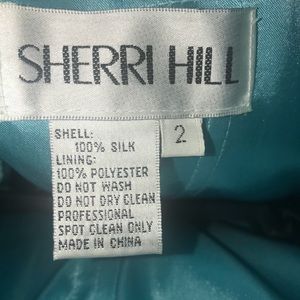 SHERRI HILL
SHELL:
100% SILK
LINING:
100% POLYESTER
DO NOT WASH
DO NOT DRY CLEAN
PROFESSIONAL
SPOT CLEAN ONLY
MADE IN CHINA
2